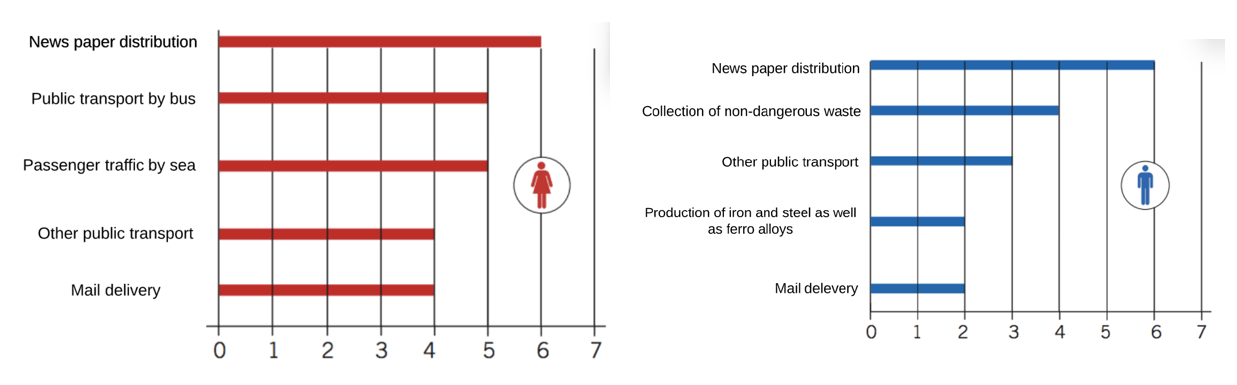 News paper distribution
Public transport by bus
Passenger traffic by sea
Other public transport
Mail delivery
0 1 2 3 4 5 6 7
News paper distribution
Collection of non-dangerous waste
Other public transport
Production of iron and steel as well
as ferro alloys
Mail delevery
0 1 2 3 4 5 6 7